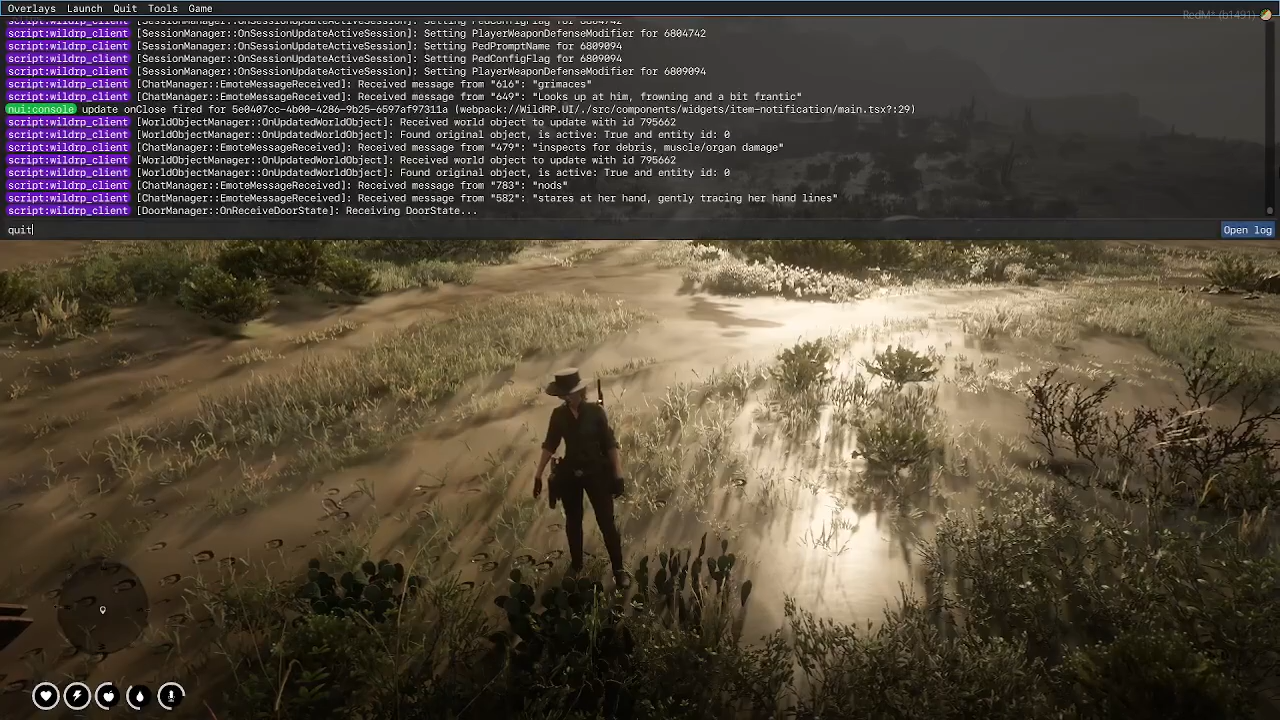 Overlays Launch Quit Tools Game
RedM* (b1491)
script:wildrp_client [SessionManager::OnSessionUpdateActiveSession]: Setting PedConfigFlag for 6804742
script:wildrp_client [SessionManager::OnSessionUpdateActiveSession]: Setting PlayerWeaponDefenseModifier for 6804742
script:wildrp_client [SessionManager::OnSessionUpdateActiveSession]: Setting PedPromptName for 6809094
script:wildrp_client [SessionManager::OnSessionUpdateActiveSession]: Setting PedConfigFlag for 6809094
script:wildrp_client [SessionManager::OnSessionUpdateActiveSession]: Setting PlayerWeaponDefenseModifier for 6809094
script:wildrp_client [ChatManager::EmoteMessageReceived]: Received message from "616": "grimaces"
script:wildrp_client [ChatManager::EmoteMessageReceived]: Received message from "649": "Looks up at him, frowning and a bit frantic"
nui:console update onClose fired for 5e0407cc-4b00-4286-9b25-6597af97311a (webpack://WildRP.UI/./src/components/widgets/item-notification/main.tsx?:29)
script:wildrp_client [WorldObjectManager::OnUpdatedWorldObject]: Received world object to update with id 795662
script:wildrp_client [WorldObjectManager::OnUpdatedWorldObject]: Found original object, is active: True and entity id: 0
script:wildrp_client [ChatManager::EmoteMessageReceived]: Received message from "479": "inspects for debris, muscle/organ damage"
script:wildrp_client [WorldObjectManager::OnUpdatedWorldObject]: Received world object to update with id 795662
script:wildrp_client [WorldObjectManager::OnUpdatedWorldObject]: Found original object, is active: True and entity id: 0
script:wildrp_client [ChatManager::EmoteMessageReceived]: Received message from "783": "nods"
script:wildrp_client [ChatManager::EmoteMessageReceived]: Received message from "582": "stares at her hand, gently tracing her hand lines"
script:wildrp_client [DoorManager::OnReceiveDoorState]: Receiving DoorState...
quit
Open log